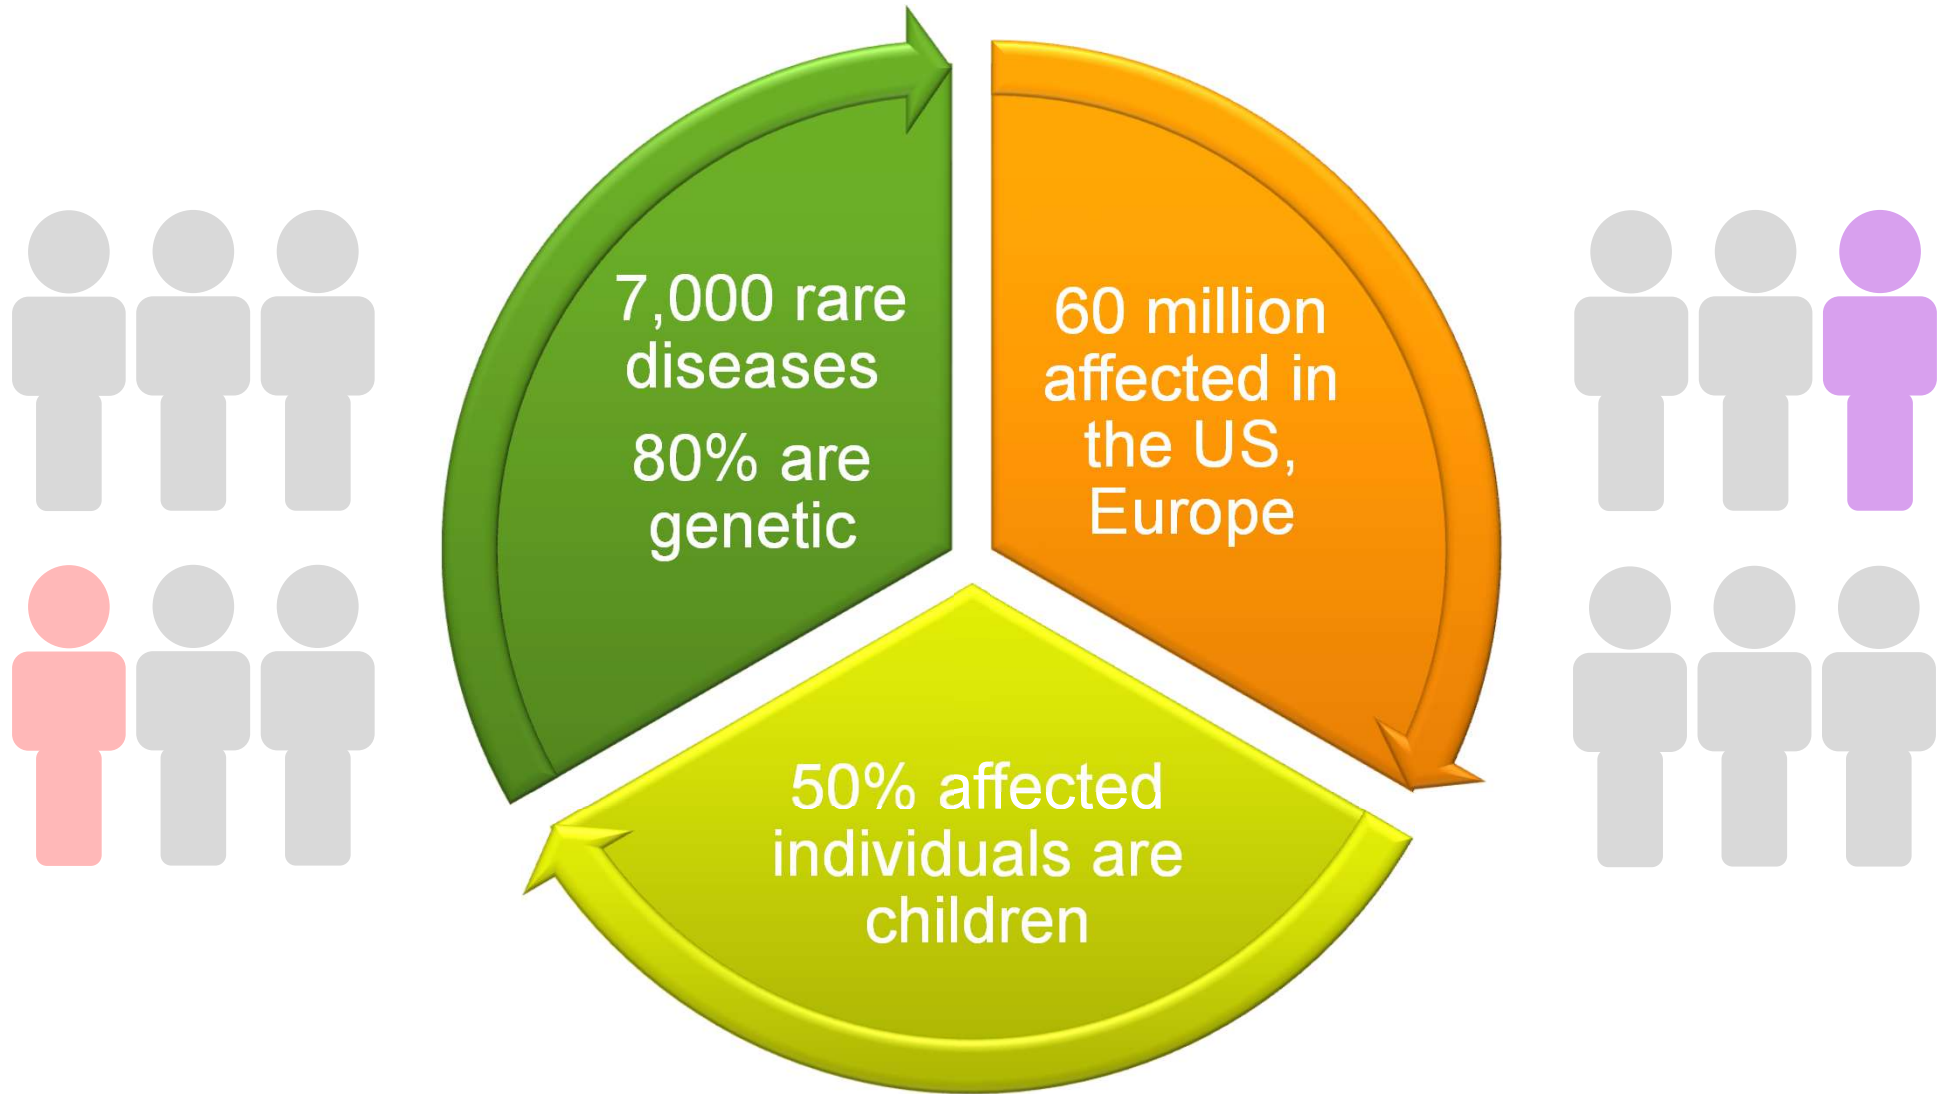 7,000 rare
diseases
80% are
genetic
60 million
affected in
the US,
Europe
50% affected
individuals are
children